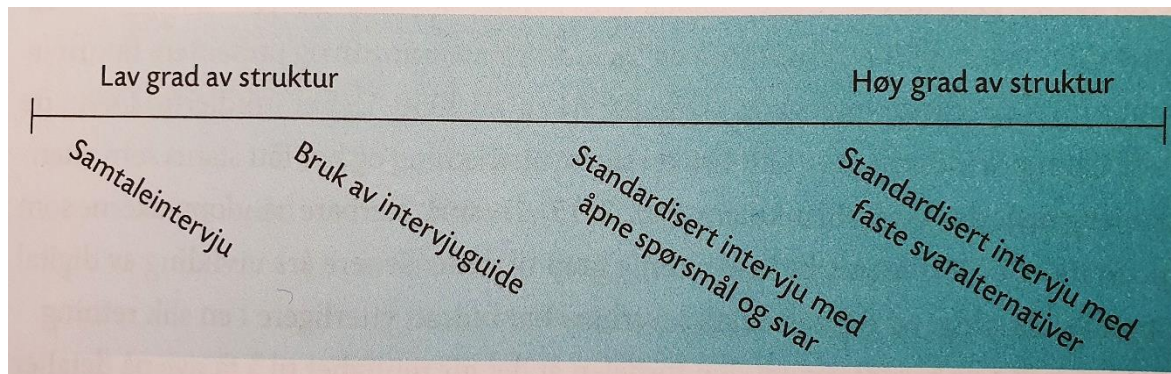 Lav grad av struktur
Høy grad av struktur
Samtaleintervju
Bruk av intervjuguide
Standardisert intervju med
åpne spørsmål og svar
Standardisert intervju med
faste svaralternativer